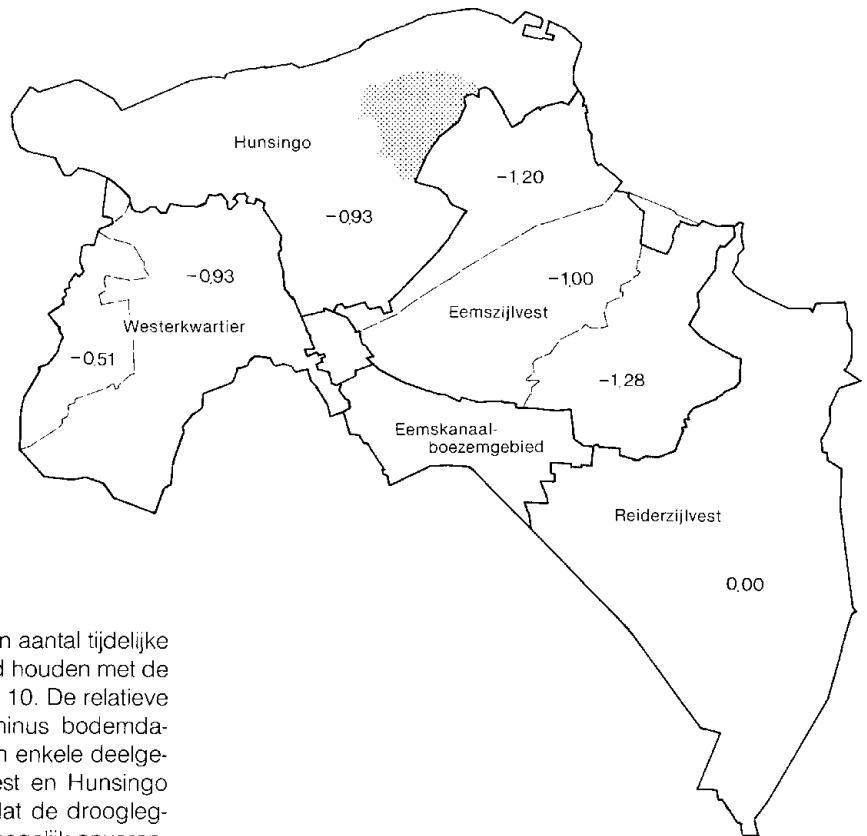 Hunsingo
-1,20
-0,93
-0,93
-1,00
Westerkwartier
Eemszijlvest
-0,51
-1,28
Eemskanaal-
boezemgebied
Reiderzijlvest
0,00
n aantal tijdelijke
d houden met de
10. De relatieve
ninus bodemda-
n enkele deelge-
est en Hunsingo
dat de droogleg-